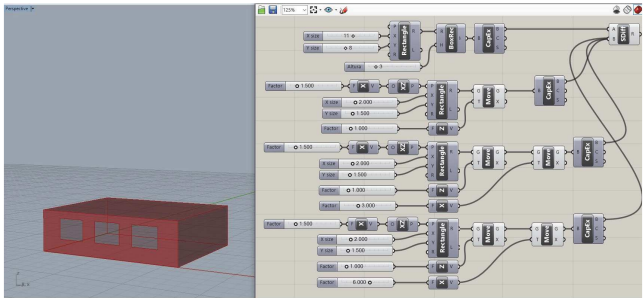 Perspective
125%
X size 11
Y size 8
Rectangle
BoxRec
CapEx
SDiff
Altura 3
Factor 1.500
X
XZ
Rectangle
Move
CapEx
X size 2.000
Y size 1.500
Factor 1.000
Z
Factor 1.500
X
XZ
Rectangle
Move
Move
CapEx
X size 2.000
Y size 1.500
Factor 1.000
Z
Factor 3.000
X
Factor 1.500
X
XZ
Rectangle
Move
Move
CapEx
X size 2.000
Y size 1.500
Factor 1.000
Z
Factor 6.000
X